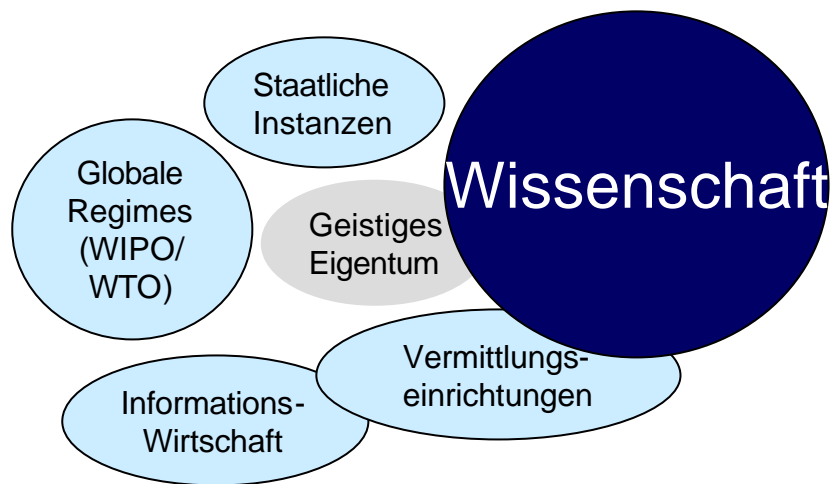 Staatliche
Instanzen
Wissenschaft
Globale
Regimes
(WIPO/
WTO)
Geistiges
Eigentum
Vermittlungs-
einrichtungen
Informations-
Wirtschaft